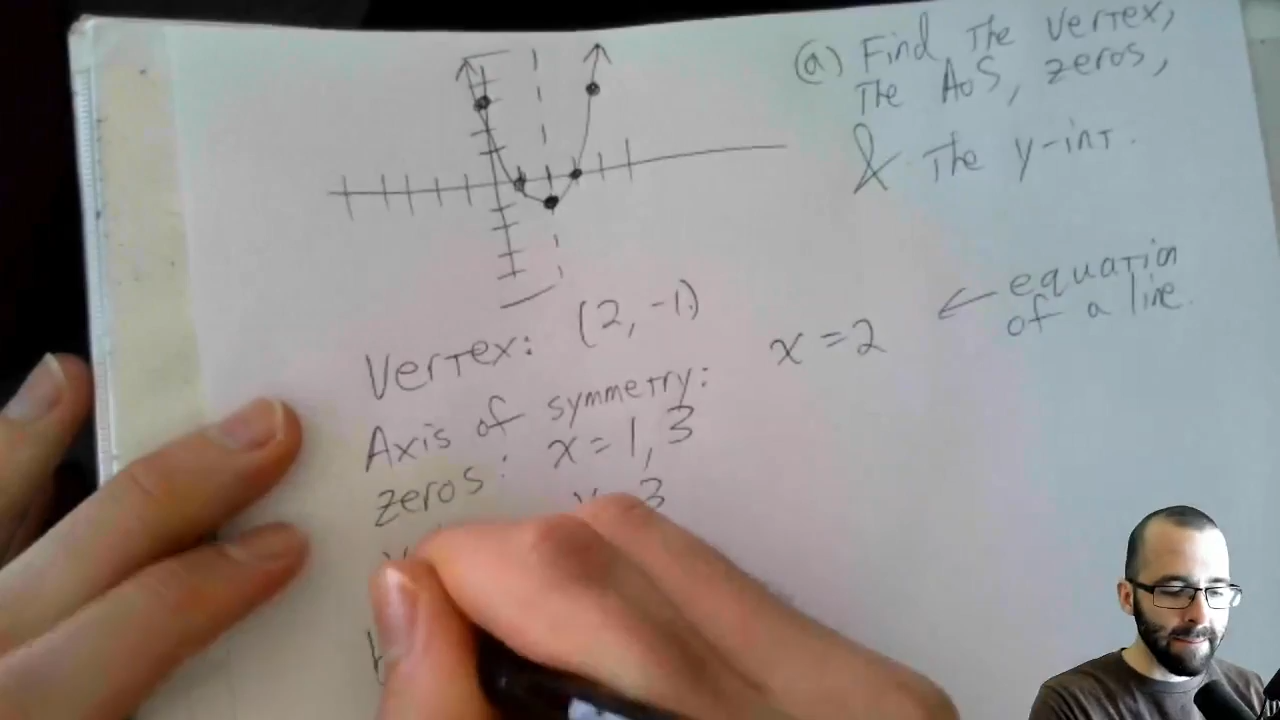 (a) Find The Vertex,
The AoS, zeros,
& The y-int.
Vertex: (2, -1)
Axis of symmetry: x = 2
← equation
of a line.
zeros: x = 1, 3
3